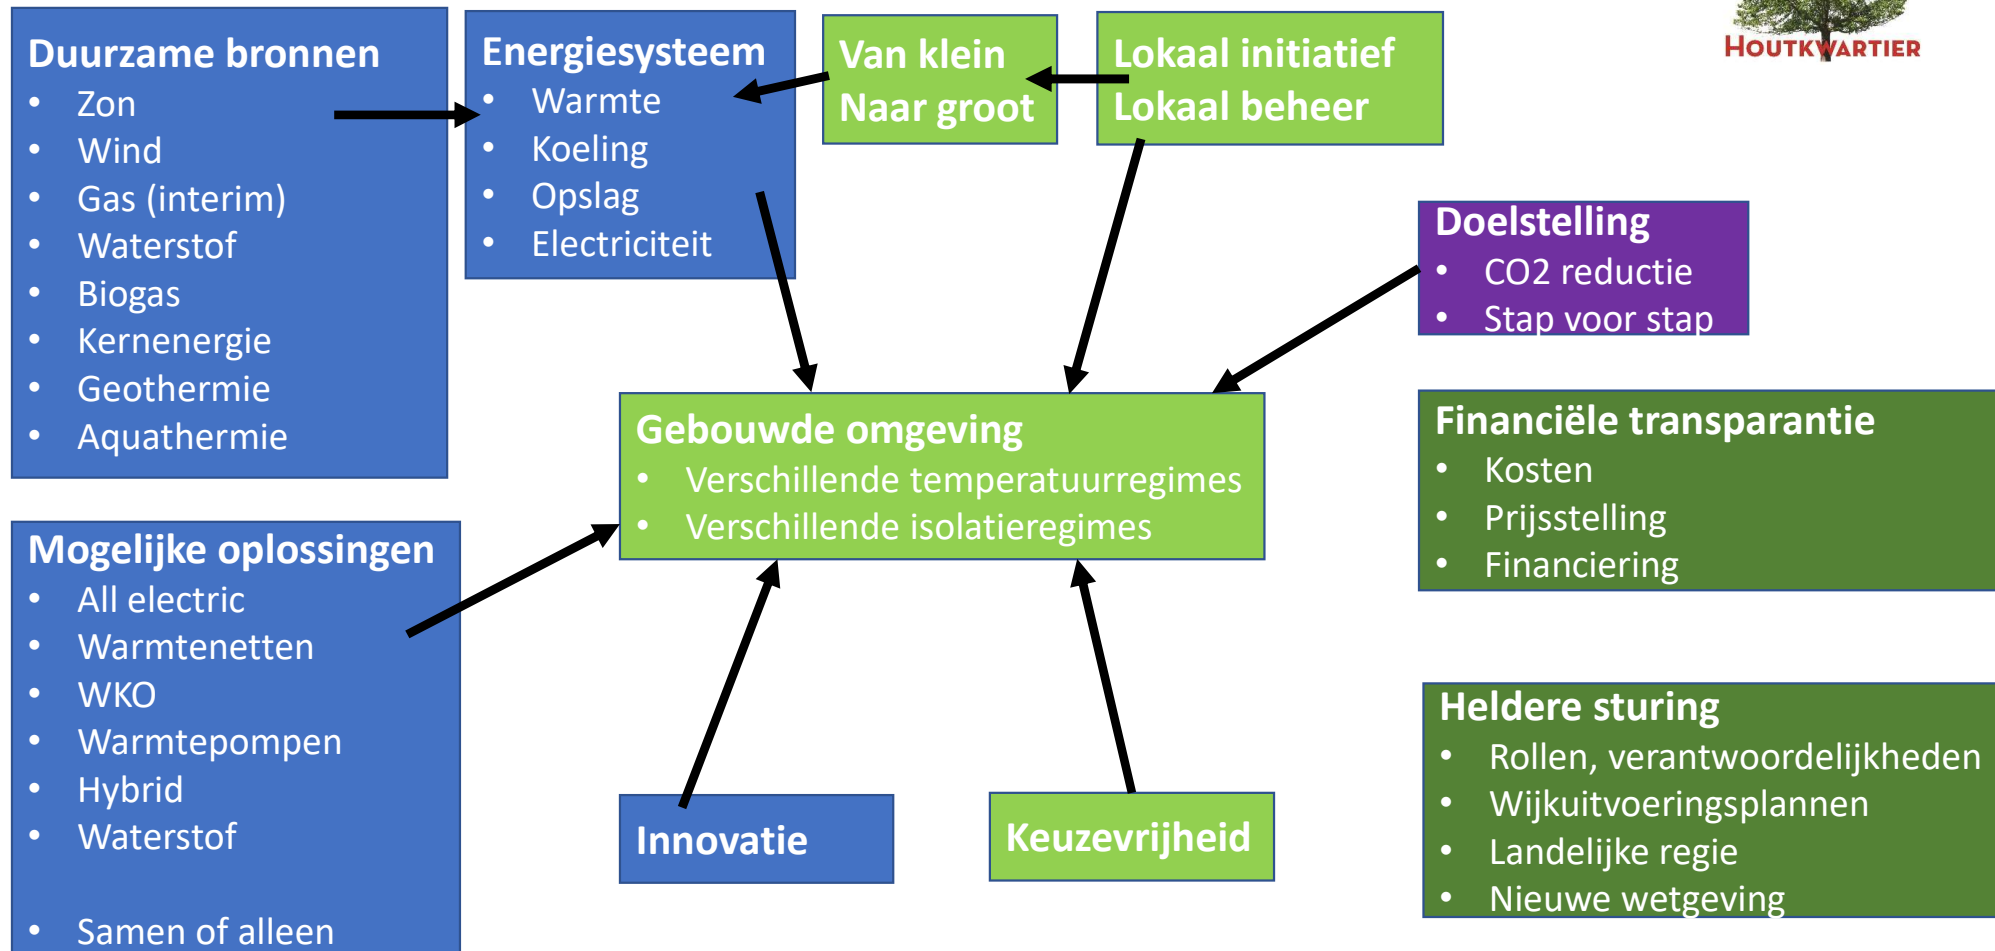 Duurzame bronnen
• Zon
• Wind
• Gas (interim)
• Waterstof
• Biogas
• Kernenergie
• Geothermie
• Aquathermie
Energiesysteem
• Warmte
• Koeling
• Opslag
• Electriciteit
Van klein
Naar groot
Lokaal initiatief
Lokaal beheer
HOUTKWARTIER
Doelstelling
• CO2 reductie
• Stap voor stap
Gebouwde omgeving
• Verschillende temperatuurregimes
• Verschillende isolatieregimes
Financiële transparantie
• Kosten
• Prijsstelling
• Financiering
Mogelijke oplossingen
• All electric
• Warmtenetten
• WKO
• Warmtepompen
• Hybrid
• Waterstof
• Samen of alleen
Innovatie
Keuzevrijheid
Heldere sturing
• Rollen, verantwoordelijkheden
• Wijkuitvoeringsplannen
• Landelijke regie
• Nieuwe wetgeving